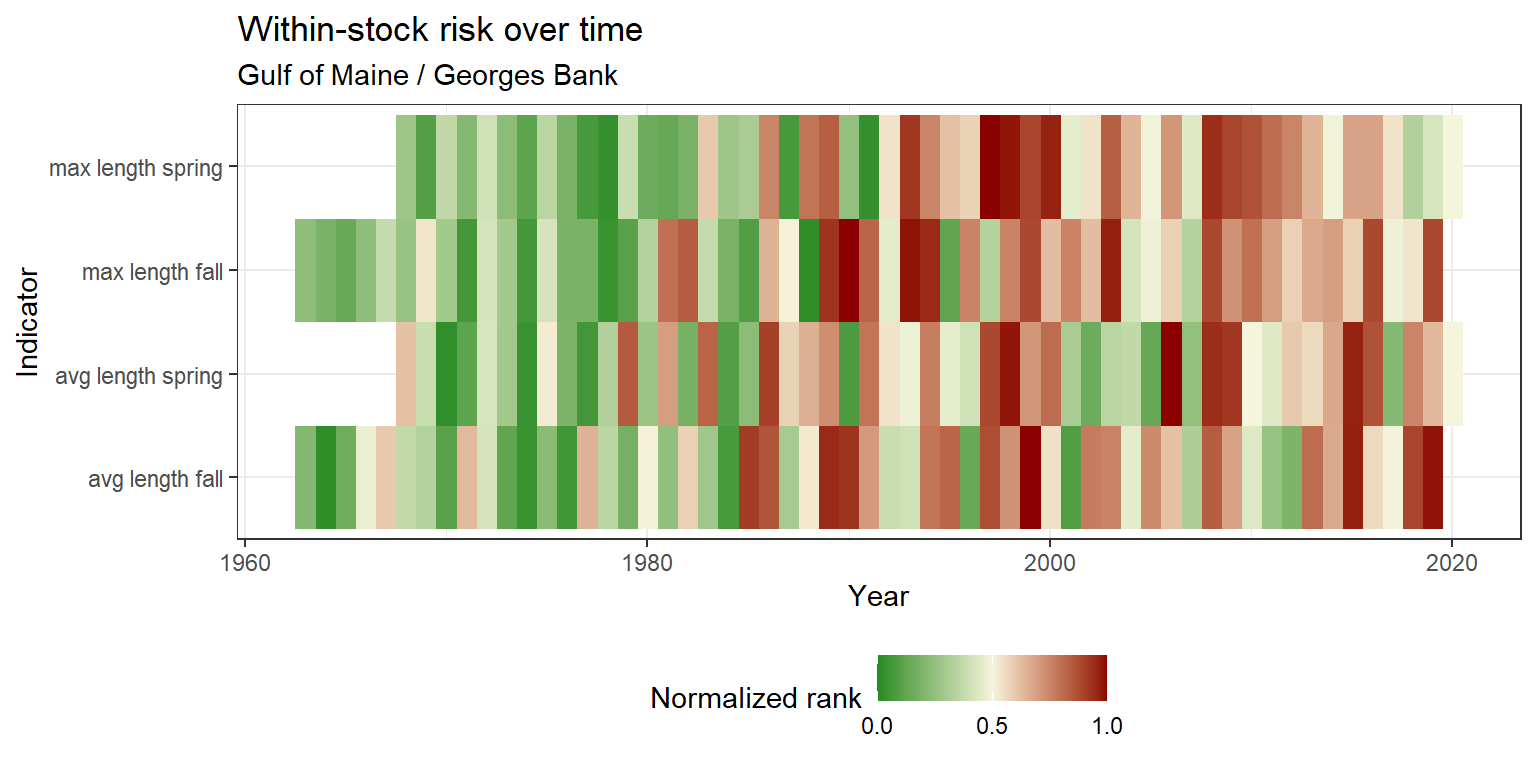 Within-stock risk over time
Gulf of Maine / Georges Bank
Indicator
max length spring
max length fall
avg length spring
avg length fall
1960 1980 2000 2020
Year
Normalized rank
0.0 0.5 1.0